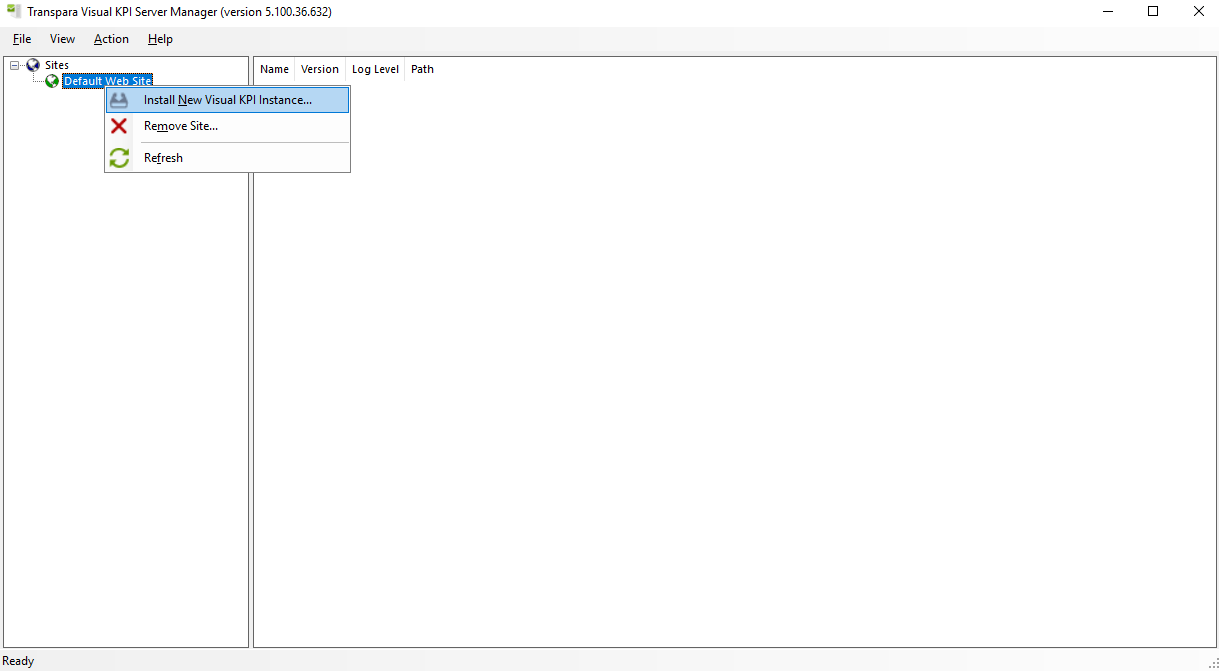 Transpara Visual KPI Server Manager (version 5.100.36.632)
File View Action Help
Sites
Default Web Site
Name Version Log Level Path
Install New Visual KPI Instance...
Remove Site...
Refresh
Ready